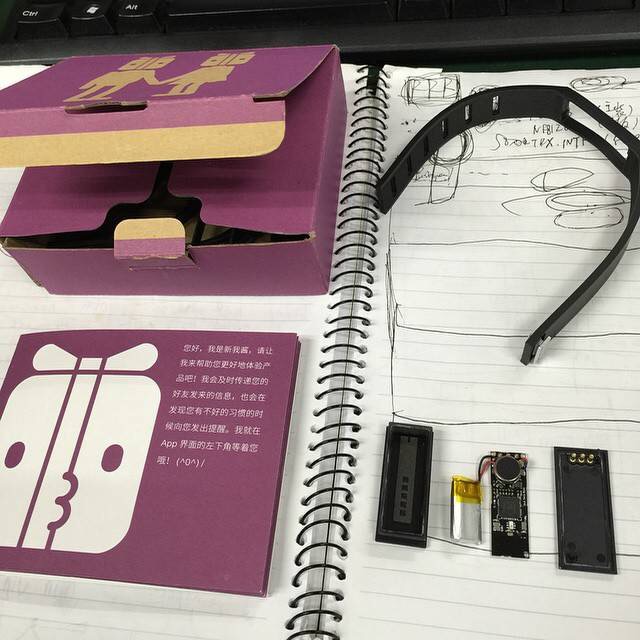 Ctrl
Alt
您好，我是新我酱，请让
我来帮助您更好地体验产
品吧！我会及时传递您的
好友发来的信息，也会在
发现您有不好的习惯的时
候向您发出提醒。我就在
App 界面的左下角等着您
哦！(^0^)/